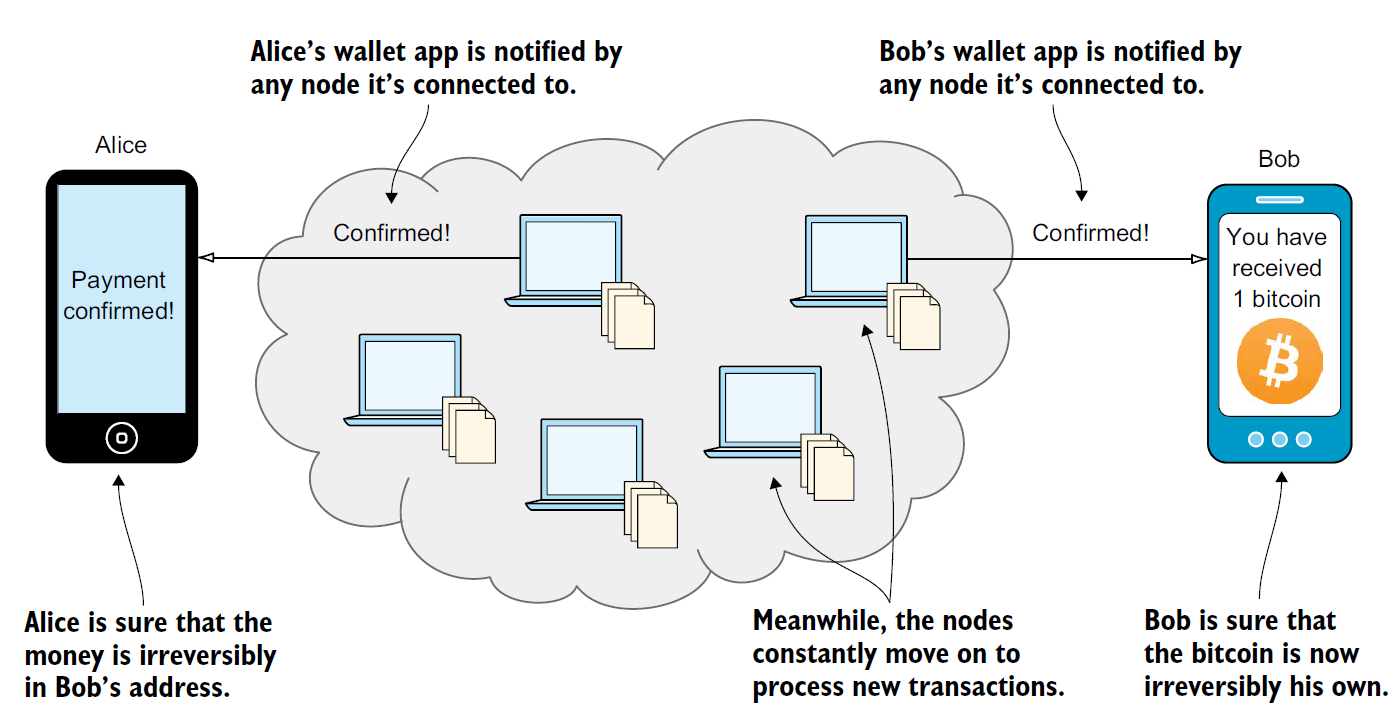 Alice’s wallet app is notified by
any node it’s connected to.
Bob’s wallet app is notified by
any node it’s connected to.
Alice
Bob
Confirmed!
Confirmed!
Payment
confirmed!
You have
received
1 bitcoin
Alice is sure that the
money is irreversibly
in Bob’s address.
Meanwhile, the nodes
constantly move on to
process new transactions.
Bob is sure that
the bitcoin is now
irreversibly his own.